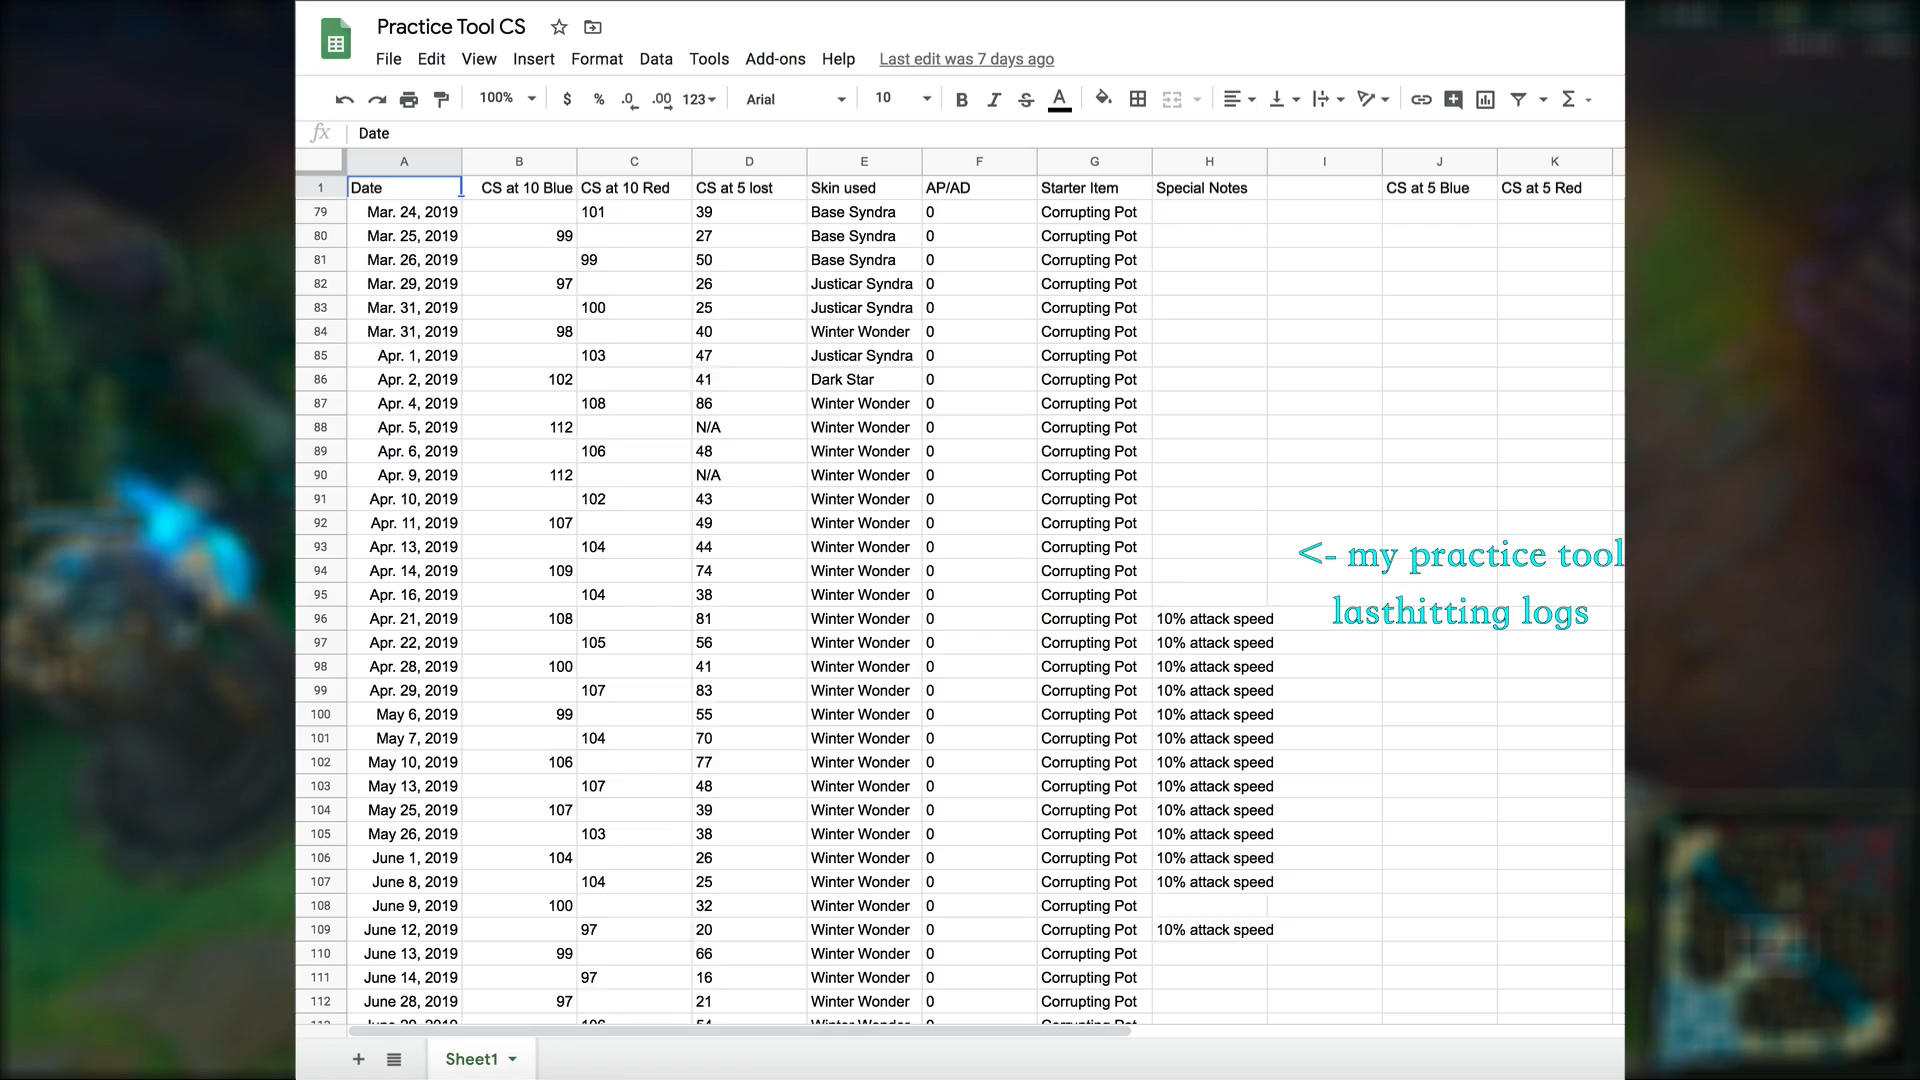 Practice Tool CS
File Edit View Insert Format Data Tools Add-ons Help Last edit was 7 days ago
100% $ % .0 .00 123 Arial 10 B I S A
fx Date
A B C D E F G H I J K
1 Date CS at 10 Blue CS at 10 Red CS at 5 lost Skin used AP/AD Starter Item Special Notes CS at 5 Blue CS at 5 Red
79 Mar. 24, 2019 101 39 Base Syndra 0 Corrupting Pot
80 Mar. 25, 2019 99 27 Base Syndra 0 Corrupting Pot
81 Mar. 26, 2019 99 50 Base Syndra 0 Corrupting Pot
82 Mar. 29, 2019 97 26 Justicar Syndra 0 Corrupting Pot
83 Mar. 31, 2019 100 25 Justicar Syndra 0 Corrupting Pot
84 Mar. 31, 2019 98 40 Winter Wonder 0 Corrupting Pot
85 Apr. 1, 2019 103 47 Justicar Syndra 0 Corrupting Pot
86 Apr. 2, 2019 102 41 Dark Star 0 Corrupting Pot
87 Apr. 4, 2019 108 86 Winter Wonder 0 Corrupting Pot
88 Apr. 5, 2019 112 N/A Winter Wonder 0 Corrupting Pot
89 Apr. 6, 2019 106 48 Winter Wonder 0 Corrupting Pot
90 Apr. 9, 2019 112 N/A Winter Wonder 0 Corrupting Pot
91 Apr. 10, 2019 102 43 Winter Wonder 0 Corrupting Pot
92 Apr. 11, 2019 107 49 Winter Wonder 0 Corrupting Pot
93 Apr. 13, 2019 104 44 Winter Wonder 0 Corrupting Pot
<- my practice tool
94 Apr. 14, 2019 109 74 Winter Wonder 0 Corrupting Pot
95 Apr. 16, 2019 104 38 Winter Wonder 0 Corrupting Pot
lasthitting logs
96 Apr. 21, 2019 108 81 Winter Wonder 0 Corrupting Pot 10% attack speed
97 Apr. 22, 2019 105 56 Winter Wonder 0 Corrupting Pot 10% attack speed
98 Apr. 28, 2019 100 41 Winter Wonder 0 Corrupting Pot 10% attack speed
99 Apr. 29, 2019 107 83 Winter Wonder 0 Corrupting Pot 10% attack speed
100 May 6, 2019 99 55 Winter Wonder 0 Corrupting Pot 10% attack speed
101 May 7, 2019 104 70 Winter Wonder 0 Corrupting Pot 10% attack speed
102 May 10, 2019 106 77 Winter Wonder 0 Corrupting Pot 10% attack speed
103 May 13, 2019 107 48 Winter Wonder 0 Corrupting Pot 10% attack speed
104 May 25, 2019 107 39 Winter Wonder 0 Corrupting Pot 10% attack speed
105 May 26, 2019 103 38 Winter Wonder 0 Corrupting Pot 10% attack speed
106 June 1, 2019 104 26 Winter Wonder 0 Corrupting Pot 10% attack speed
107 June 8, 2019 104 25 Winter Wonder 0 Corrupting Pot 10% attack speed
108 June 9, 2019 100 32 Winter Wonder 0 Corrupting Pot
109 June 12, 2019 97 20 Winter Wonder 0 Corrupting Pot 10% attack speed
110 June 13, 2019 99 66 Winter Wonder 0 Corrupting Pot
111 June 14, 2019 97 16 Winter Wonder 0 Corrupting Pot
112 June 28, 2019 97 21 Winter Wonder 0 Corrupting Pot
Sheet1